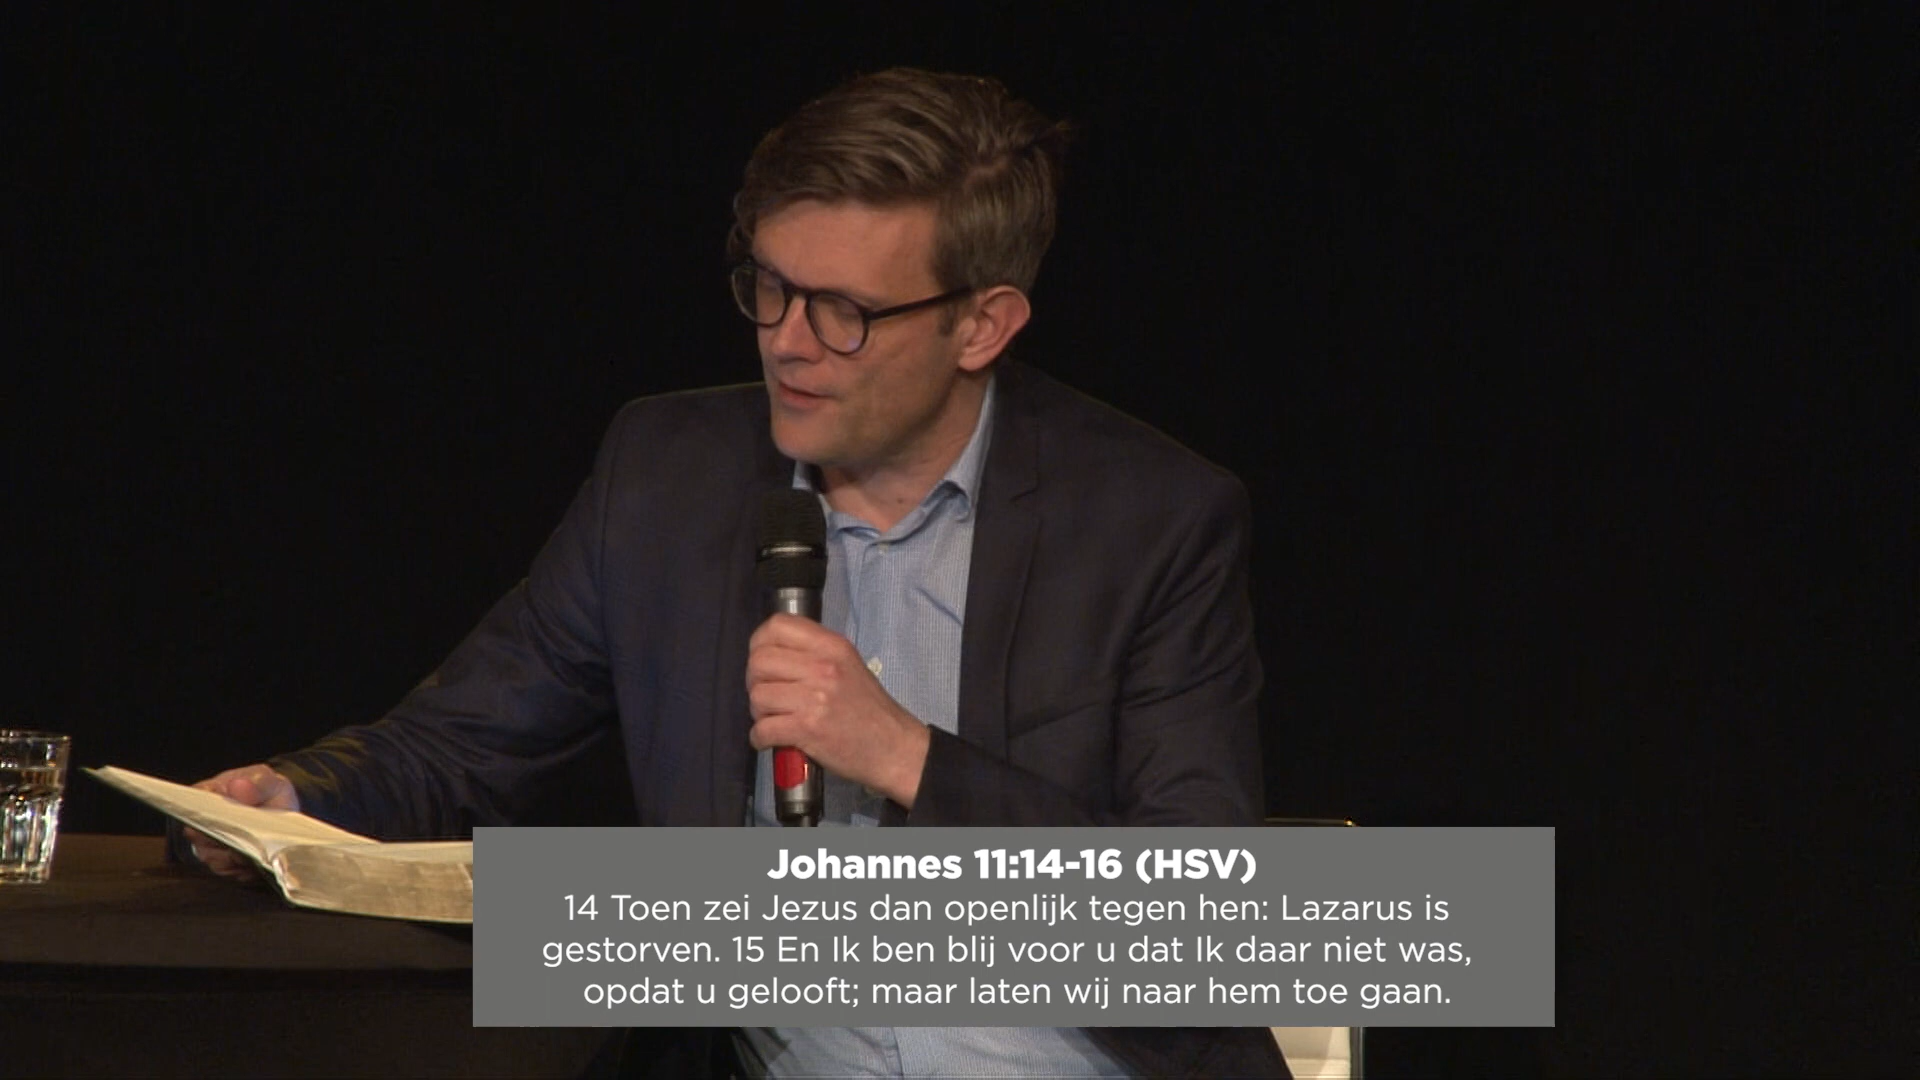 Johannes 11:14-16 (HSV)
14 Toen zei Jezus dan openlijk tegen hen: Lazarus is
gestorven. 15 En Ik ben blij voor u dat Ik daar niet was,
opdat u gelooft; maar laten wij naar hem toe gaan.